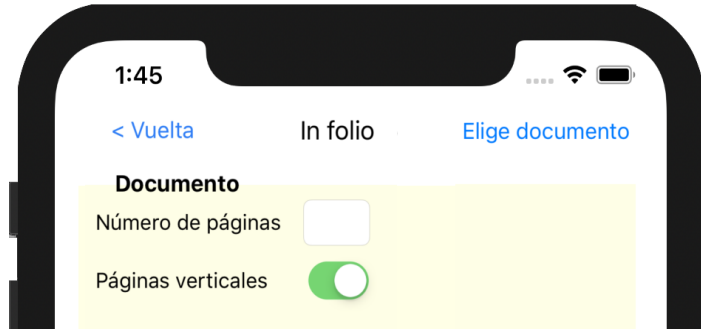 1:45
< Vuelta In folio Elige documento
Documento
Número de páginas
Páginas verticales